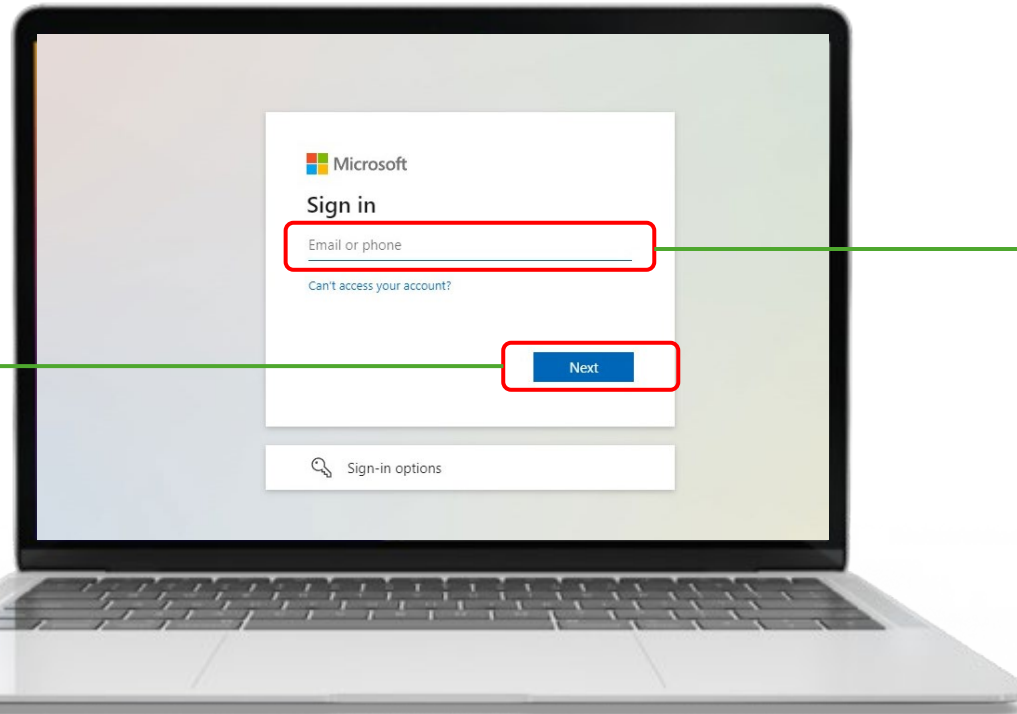 Microsoft
Sign in
Email or phone
Can't access your account?
Next
Sign-in options